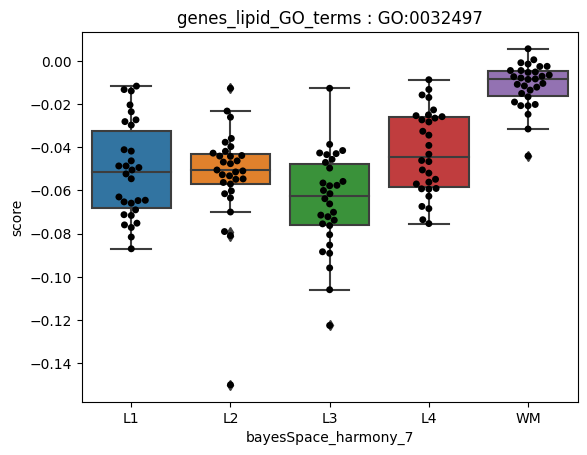 genes_lipid_GO_terms : GO:0032497
0.00
−0.02
−0.04
−0.06
−0.08
−0.10
−0.12
−0.14
score
L1 L2 L3 L4 WM
bayesSpace_harmony_7